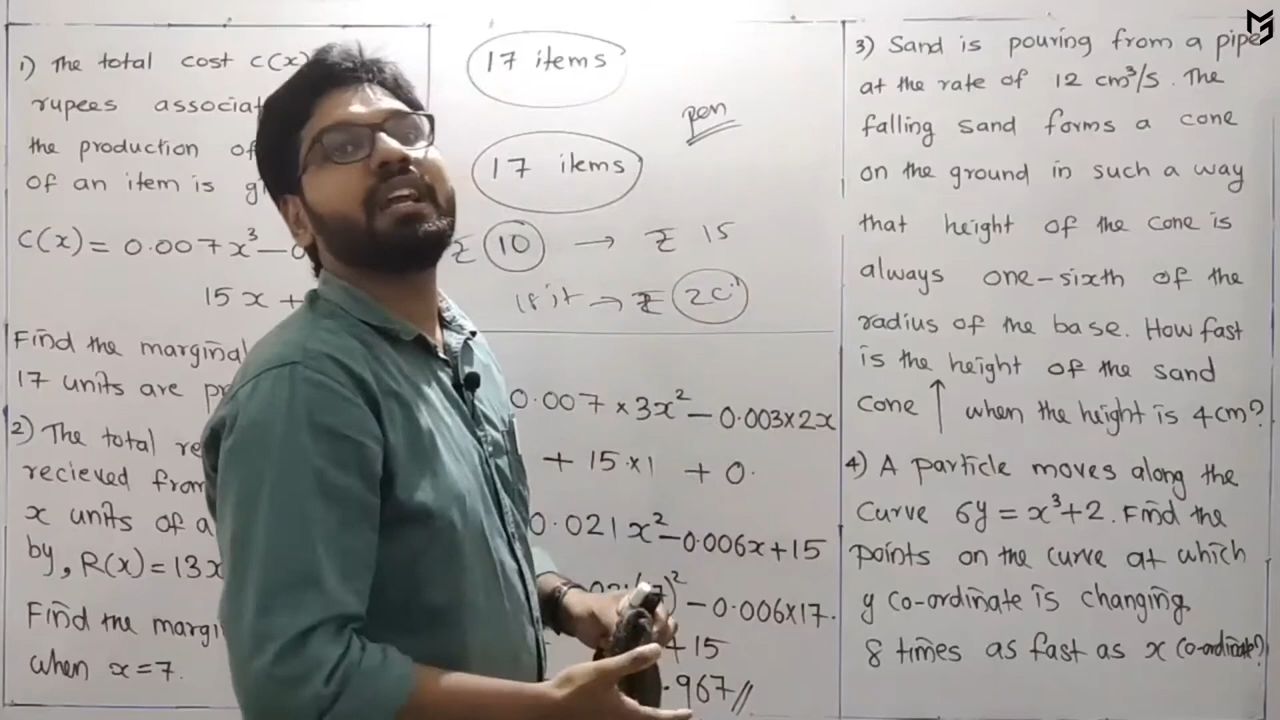 1) The total cost C(x)
rupees associat
the production of
of an item is gi
C(x) = 0.007x³ – 0
15x +
Find the marginal
17 units are p
2) The total re
recieved from
x units of a
by, R(x) = 13x
Find the margi
when x=7.
17 items
pen
17 items
₹ 10 → ₹ 15
→ ₹
0.007 × 3x² – 0.003×2x
+ 15×1 + 0.
0.021x² – 0.006x + 15
)² – 0.006×17.
+ 15
.967//
3) Sand is pouring from a pipe
at the rate of 12 cm³/s. The
falling sand forms a cone
on the ground in such a way
that height of the cone is
always one-sixth of the
radius of the base. How fast
is the height of the sand
cone ↑ when the height is 4cm?
4) A particle moves along the
curve 6y = x³+2. Find the
points on the curve at which
y co-ordinate is changing
8 times as fast as x co-ordinate?